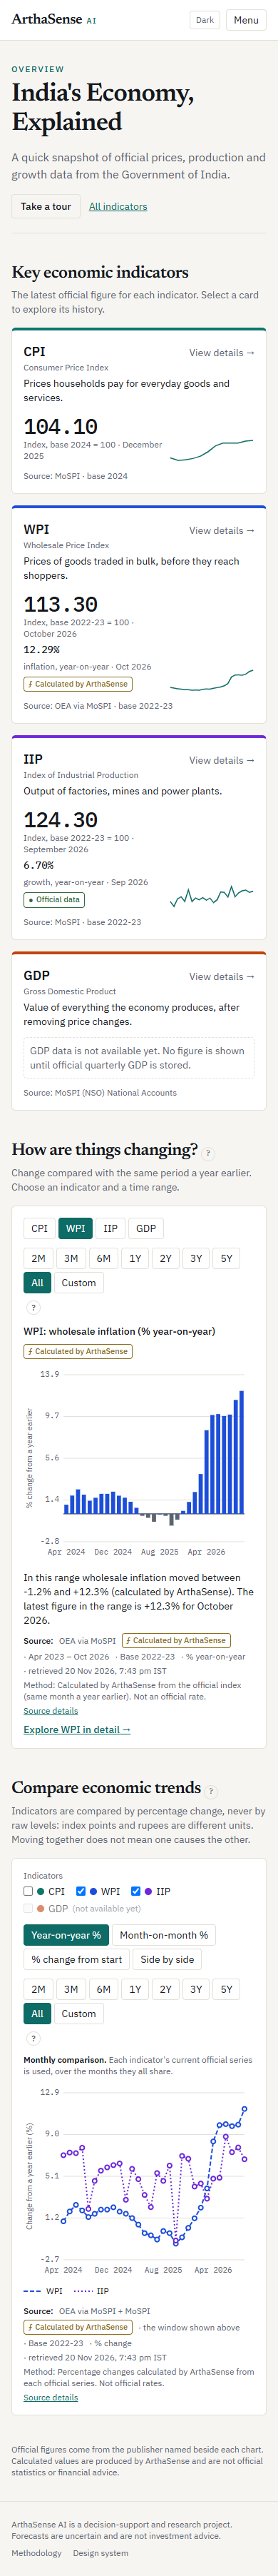 ArthaSense AI
Dark
Menu
OVERVIEW
India's Economy,
Explained
A quick snapshot of official prices, production and
growth data from the Government of India.
Take a tour
All indicators
Key economic indicators
The latest official figure for each indicator. Select a card
to explore its history.
CPI
View details →
Consumer Price Index
Prices households pay for everyday goods and
services.
104.10
Index, base 2024 = 100 · December
2025
Source: MoSPI · base 2024
WPI
View details →
Wholesale Price Index
Prices of goods traded in bulk, before they reach
shoppers.
113.30
Index, base 2022-23 = 100 ·
October 2026
12.29%
inflation, year-on-year · Oct 2026
ƒ Calculated by ArthaSense
Source: OEA via MoSPI · base 2022-23
IIP
View details →
Index of Industrial Production
Output of factories, mines and power plants.
124.30
Index, base 2022-23 = 100 ·
September 2026
6.70%
growth, year-on-year · Sep 2026
● Official data
Source: MoSPI · base 2022-23
GDP
View details →
Gross Domestic Product
Value of everything the economy produces, after
removing price changes.
GDP data is not available yet. No figure is shown
until official quarterly GDP is stored.
Source: MoSPI (NSO) National Accounts
How are things changing? ?
Change compared with the same period a year earlier.
Choose an indicator and a time range.
CPI WPI IIP GDP
2M 3M 6M 1Y 2Y 3Y 5Y
All Custom
?
WPI: wholesale inflation (% year-on-year)
ƒ Calculated by ArthaSense
% change from a year earlier
13.9
9.7
5.6
1.4
-2.8
Apr 2024 Dec 2024 Aug 2025 Apr 2026
In this range wholesale inflation moved between
-1.2% and +12.3% (calculated by ArthaSense). The
latest figure in the range is +12.3% for October
2026.
Source: OEA via MoSPI ƒ Calculated by ArthaSense
· Apr 2023 – Oct 2026 · Base 2022-23 · % year-on-year
· retrieved 20 Nov 2026, 7:43 pm IST
Method: Calculated by ArthaSense from the official index
(same month a year earlier). Not an official rate.
Source details
Explore WPI in detail →
Compare economic trends ?
Indicators are compared by percentage change, never by
raw levels: index points and rupees are different units.
Moving together does not mean one causes the other.
Indicators
CPI WPI IIP
GDP (not available yet)
Year-on-year % Month-on-month %
% change from start Side by side
2M 3M 6M 1Y 2Y 3Y 5Y
All Custom
?
Monthly comparison. Each indicator's current official series
is used, over the months they all share.
Change from a year earlier (%)
12.9
9.0
5.1
1.2
-2.7
Apr 2024 Dec 2024 Aug 2025 Apr 2026
WPI IIP
Source: OEA via MoSPI + MoSPI
ƒ Calculated by ArthaSense · the window shown above
· Base 2022-23 · % change
· retrieved 20 Nov 2026, 7:43 pm IST
Method: Percentage changes calculated by ArthaSense from
each official series. Not official rates.
Source details
Official figures come from the publisher named beside each chart.
Calculated values are produced by ArthaSense and are not official
statistics or financial advice.
ArthaSense AI is a decision-support and research project.
Forecasts are uncertain and are not investment advice.
Methodology Design system